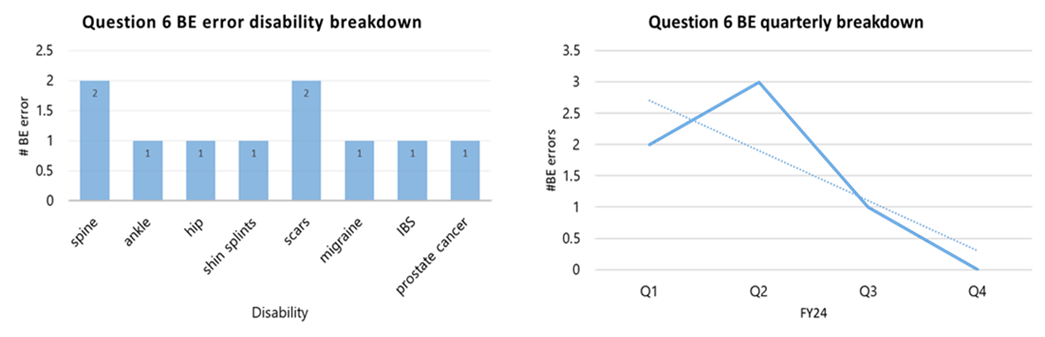 Question 6 BE error disability breakdown
2.5
2
1.5
1
0.5
0
# BE error
2
1
1
1
2
1
1
1
spine
ankle
hip
shin splints
scars
migraine
IBS
prostate cancer
Disability
Question 6 BE quarterly breakdown
3.5
3
2.5
2
1.5
1
0.5
0
#BE errors
Q1
Q2
Q3
Q4
FY24